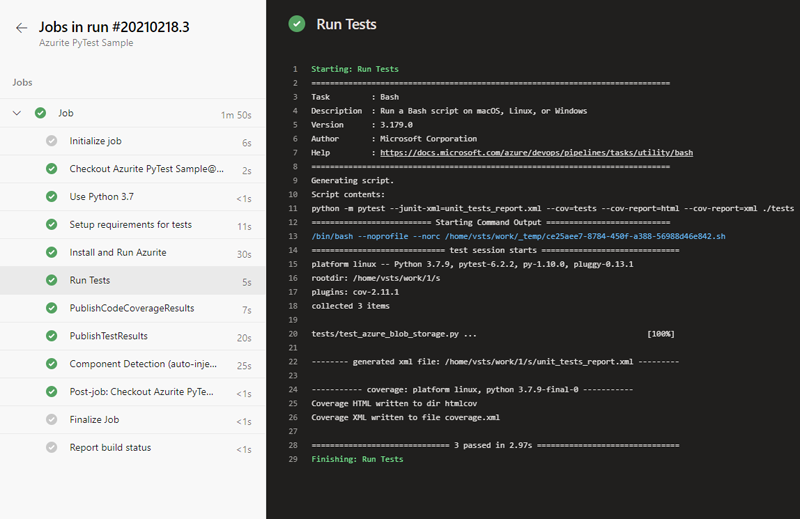 Jobs in run #20210218.3
Azurite PyTest Sample
Jobs
Job 1m 50s
Initialize job 6s
Checkout Azurite PyTest Sample@... 2s
Use Python 3.7 <1s
Setup requirements for tests 11s
Install and Run Azurite 30s
Run Tests 5s
PublishCodeCoverageResults 7s
PublishTestResults 20s
Component Detection (auto-inje... 25s
Post-job: Checkout Azurite PyTe... <1s
Finalize Job <1s
Report build status <1s
Run Tests
1 Starting: Run Tests
2 ==============================================================================
3 Task : Bash
4 Description : Run a Bash script on macOS, Linux, or Windows
5 Version : 3.179.0
6 Author : Microsoft Corporation
7 Help : https://docs.microsoft.com/azure/devops/pipelines/tasks/utility/bash
8 ==============================================================================
9 Generating script.
10 Script contents:
11 python -m pytest --junit-xml=unit_tests_report.xml --cov=tests --cov-report=html --cov-report=xml ./tests
12 ========================== Starting Command Output ===========================
13 /bin/bash --noprofile --norc /home/vsts/work/_temp/ce25aee7-8784-450f-a388-56988d46e842.sh
14 ============================= test session starts ==============================
15 platform linux -- Python 3.7.9, pytest-6.2.2, py-1.10.0, pluggy-0.13.1
16 rootdir: /home/vsts/work/1/s
17 plugins: cov-2.11.1
18 collected 3 items
19
20 tests/test_azure_blob_storage.py ... [100%]
21
22 -------- generated xml file: /home/vsts/work/1/s/unit_tests_report.xml ---------
23
24 ----------- coverage: platform linux, python 3.7.9-final-0 -----------
25 Coverage HTML written to dir htmlcov
26 Coverage XML written to file coverage.xml
27
28 ============================== 3 passed in 2.97s ===============================
29 Finishing: Run Tests